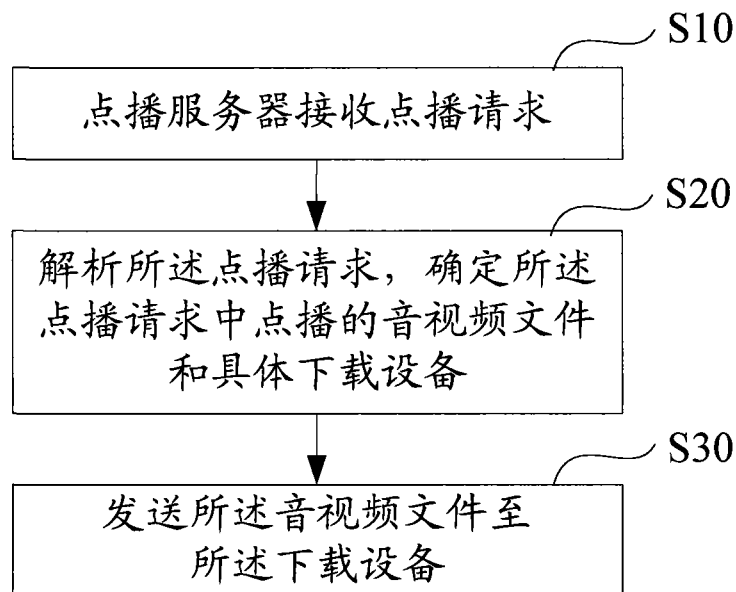 S10
点播服务器接收点播请求
S20
解析所述点播请求，确定所述
点播请求中点播的音视频文件
和具体下载设备
S30
发送所述音视频文件至
所述下载设备